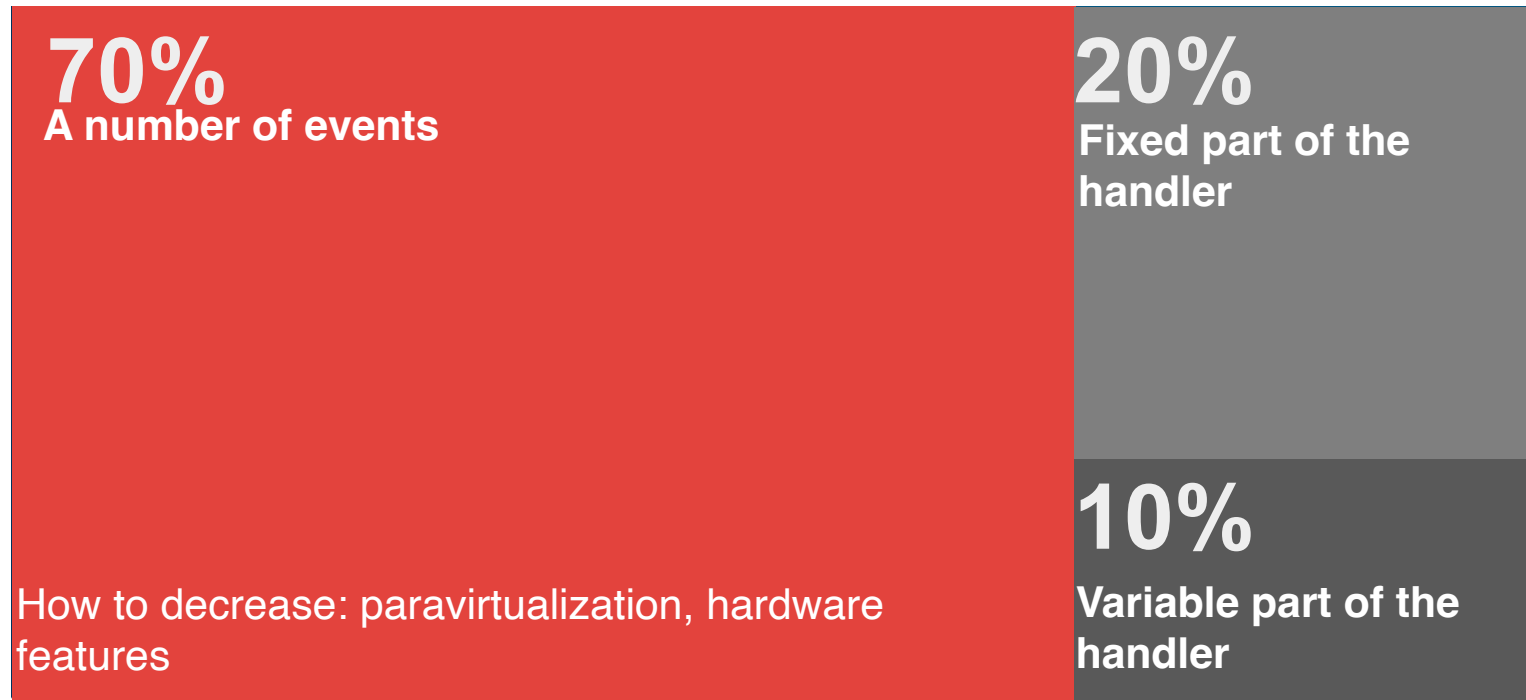 70%
A number of events
How to decrease: paravirtualization, hardware
features
20%
Fixed part of the
handler
10%
Variable part of the
handler